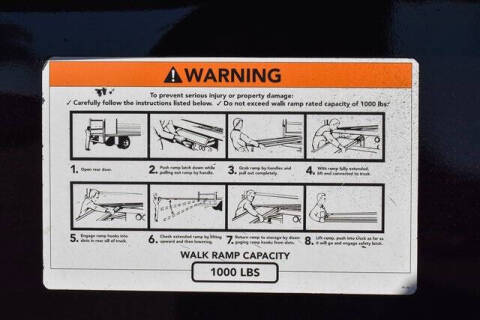 ⚠WARNING
To prevent serious injury or property damage:
✓ Carefully follow the instructions listed below. ✓ Do not exceed walk ramp rated capacity of 1000 lbs.
1. Open rear door.
2. Push ramp latch down while
pulling out ramp by handle.
3. Grab ramp by handles and
pull out completely.
4. With ramp fully extended,
lift and connected to truck.
5. Engage ramp hooks into
slots in rear sill of truck.
6. Check extended ramp by lifting
upward and then lowering.
7. Return ramp to storage by disen-
gaging ramp hooks from slots.
8. Lift ramp, push into truck as far as
it will go and engage safety latch.
WALK RAMP CAPACITY
1000 LBS